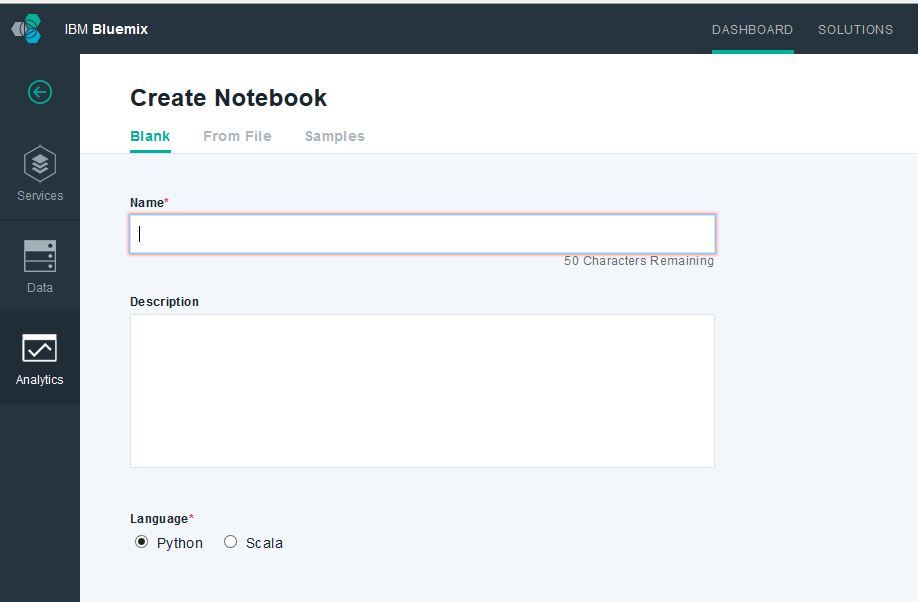 IBM Bluemix
DASHBOARD SOLUTIONS
Create Notebook
Blank From File Samples
Services
Data
Analytics
Name*
50 Characters Remaining
Description
Language*
Python Scala